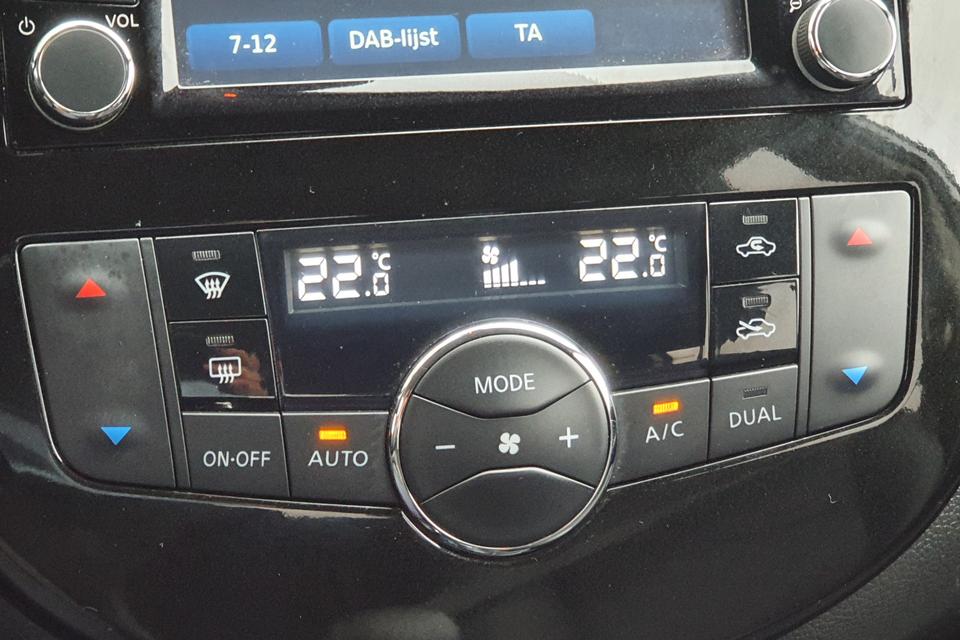 VOL
7-12 DAB-lijst TA
22.0 °C 22.0 °C
MODE
ON·OFF AUTO − + A/C DUAL